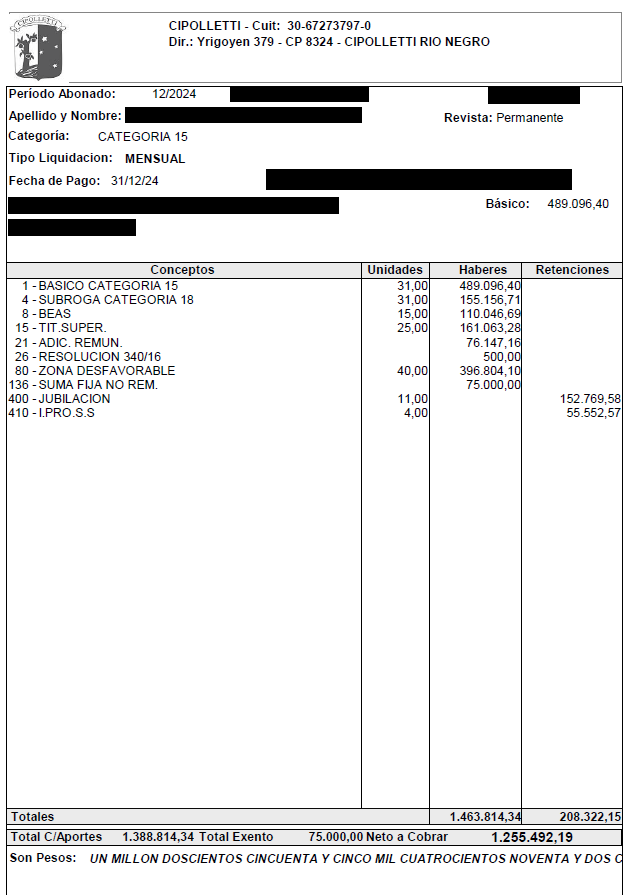 CIPOLLETTI
CIPOLLETTI - Cuit: 30-67273797-0
Dir.: Yrigoyen 379 - CP 8324 - CIPOLLETTI RIO NEGRO
Período Abonado: 12/2024
Apellido y Nombre:
Revista: Permanente
Categoría: CATEGORIA 15
Tipo Liquidacion: MENSUAL
Fecha de Pago: 31/12/24
Básico: 489.096,40
Conceptos Unidades Haberes Retenciones
1 - BASICO CATEGORIA 15 31,00 489.096,40
4 - SUBROGA CATEGORIA 18 31,00 155.156,71
8 - BEAS 15,00 110.046,69
15 - TIT.SUPER. 25,00 161.063,28
21 - ADIC. REMUN. 76.147,16
26 - RESOLUCION 340/16 500,00
80 - ZONA DESFAVORABLE 40,00 396.804,10
136 - SUMA FIJA NO REM. 75.000,00
400 - JUBILACION 11,00 152.769,58
410 - I.PRO.S.S 4,00 55.552,57
Totales 1.463.814,34 208.322,15
Total C/Aportes 1.388.814,34 Total Exento 75.000,00 Neto a Cobrar 1.255.492,19
Son Pesos: UN MILLON DOSCIENTOS CINCUENTA Y CINCO MIL CUATROCIENTOS NOVENTA Y DOS C